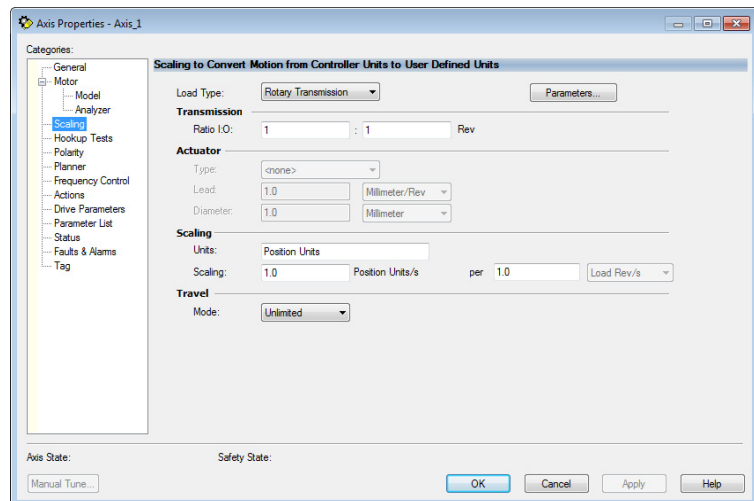 Axis Properties - Axis_1
Categories:
General
Motor
Model
Analyzer
Scaling
Hookup Tests
Polarity
Planner
Frequency Control
Actions
Drive Parameters
Parameter List
Status
Faults & Alarms
Tag
Scaling to Convert Motion from Controller Units to User Defined Units
Load Type: Rotary Transmission Parameters...
Transmission
Ratio I:O: 1 : 1 Rev
Actuator
Type: <none>
Lead: 1.0 Millimeter/Rev
Diameter: 1.0 Millimeter
Scaling
Units: Position Units
Scaling: 1.0 Position Units/s per 1.0 Load Rev/s
Travel
Mode: Unlimited
Axis State: Safety State:
Manual Tune... OK Cancel Apply Help